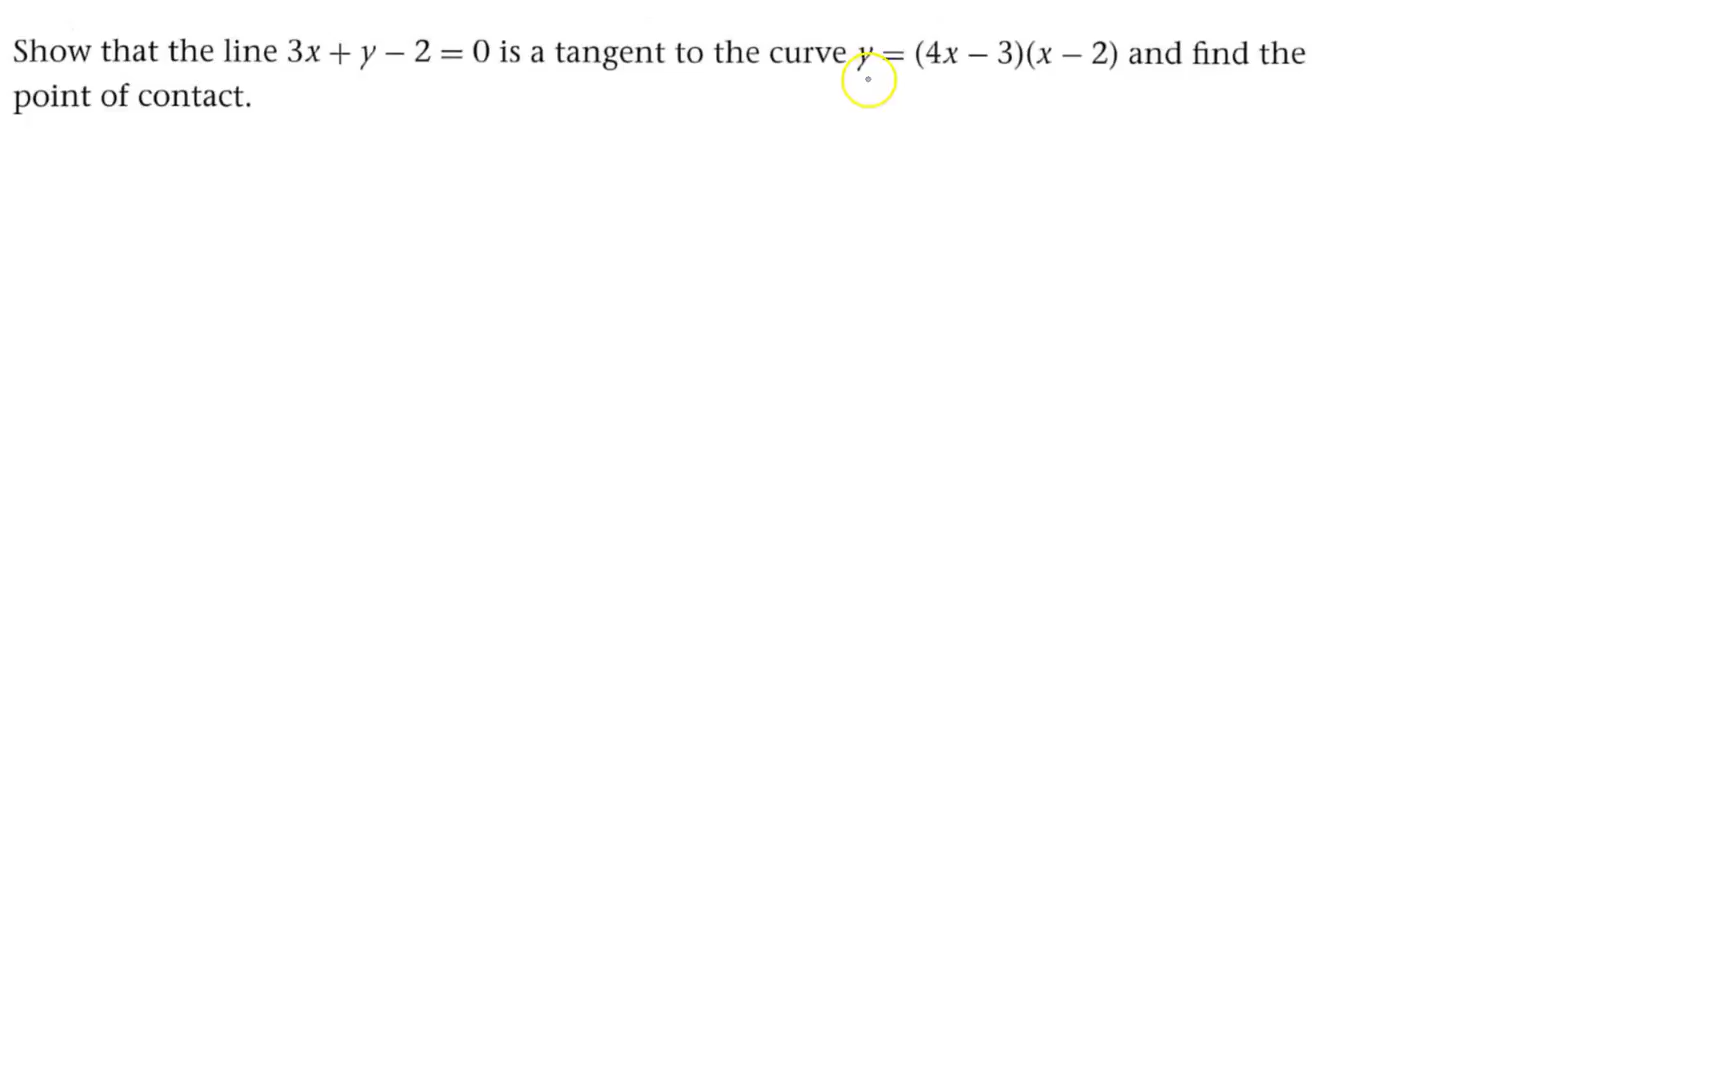 Show that the line 3x + y – 2 = 0 is a tangent to the curve y = (4x – 3)(x – 2) and find the
point of contact.